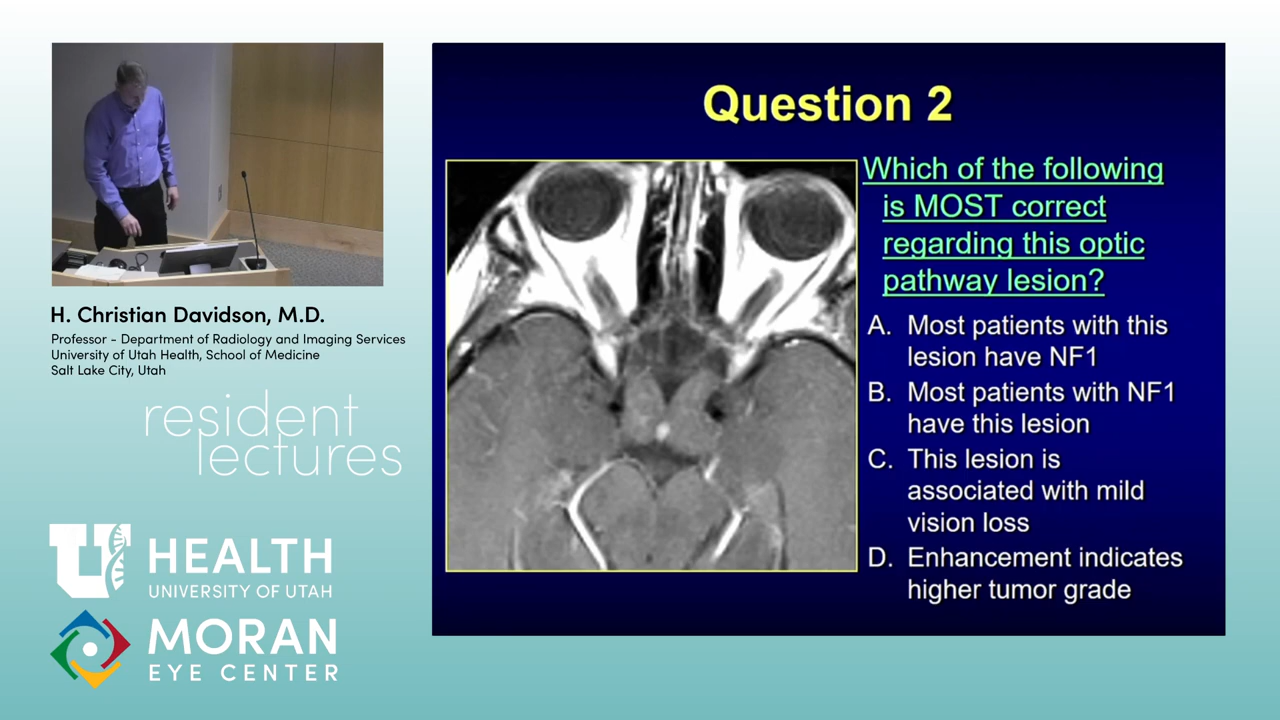 H. Christian Davidson, M.D.
Professor - Department of Radiology and Imaging Services
University of Utah Health, School of Medicine
Salt Lake City, Utah
resident
lectures
U HEALTH
UNIVERSITY OF UTAH
MORAN
EYE CENTER
Question 2
Which of the following
is MOST correct
regarding this optic
pathway lesion?
A. Most patients with this
lesion have NF1
B. Most patients with NF1
have this lesion
C. This lesion is
associated with mild
vision loss
D. Enhancement indicates
higher tumor grade